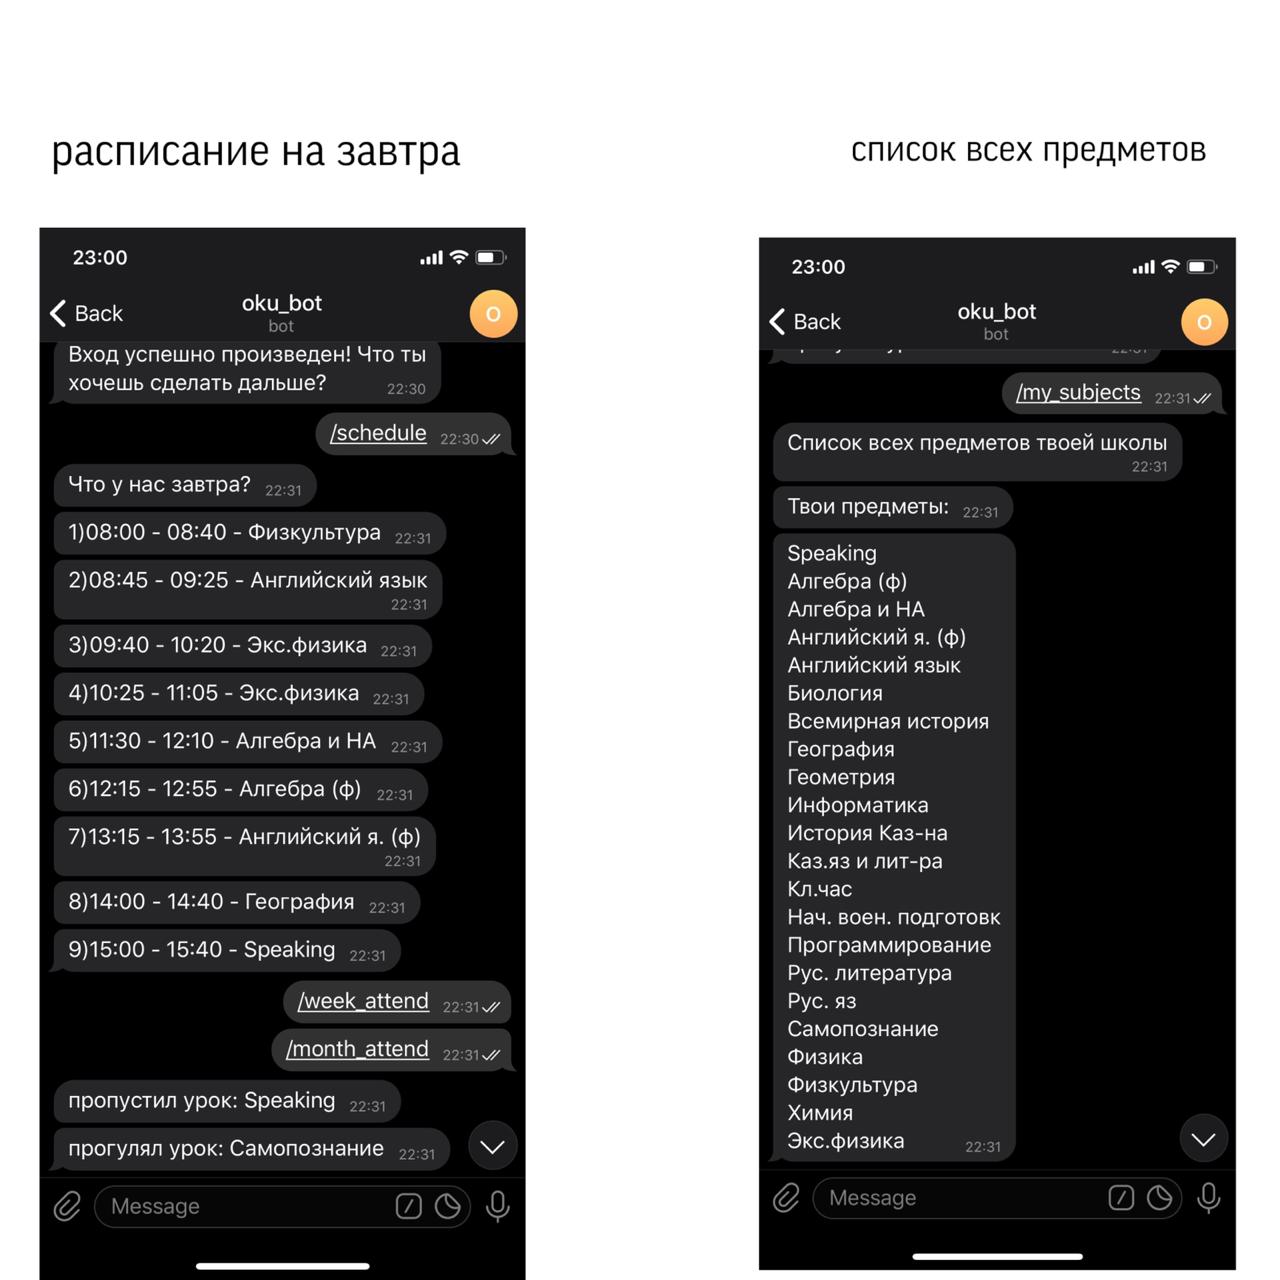 расписание на завтра
23:00
Back
oku_bot
bot
O
Вход успешно произведен! Что ты
хочешь сделать дальше? 22:30
/schedule 22:30
Что у нас завтра? 22:31
1)08:00 - 08:40 - Физкультура 22:31
2)08:45 - 09:25 - Английский язык
22:31
3)09:40 - 10:20 - Экс.физика 22:31
4)10:25 - 11:05 - Экс.физика 22:31
5)11:30 - 12:10 - Алгебра и НА 22:31
6)12:15 - 12:55 - Алгебра (ф) 22:31
7)13:15 - 13:55 - Английский я. (ф)
22:31
8)14:00 - 14:40 - География 22:31
9)15:00 - 15:40 - Speaking 22:31
/week_attend 22:31
/month_attend 22:31
пропустил урок: Speaking 22:31
прогулял урок: Самопознание 22:31
Message
список всех предметов
23:00
Back
oku_bot
bot
O
22:31
/my_subjects 22:31
Список всех предметов твоей школы
22:31
Твои предметы: 22:31
Speaking
Алгебра (ф)
Алгебра и НА
Английский я. (ф)
Английский язык
Биология
Всемирная история
География
Геометрия
Информатика
История Каз-на
Каз.яз и лит-ра
Кл.час
Нач. воен. подготовк
Программирование
Рус. литература
Рус. яз
Самопознание
Физика
Физкультура
Химия
Экс.физика 22:31
Message